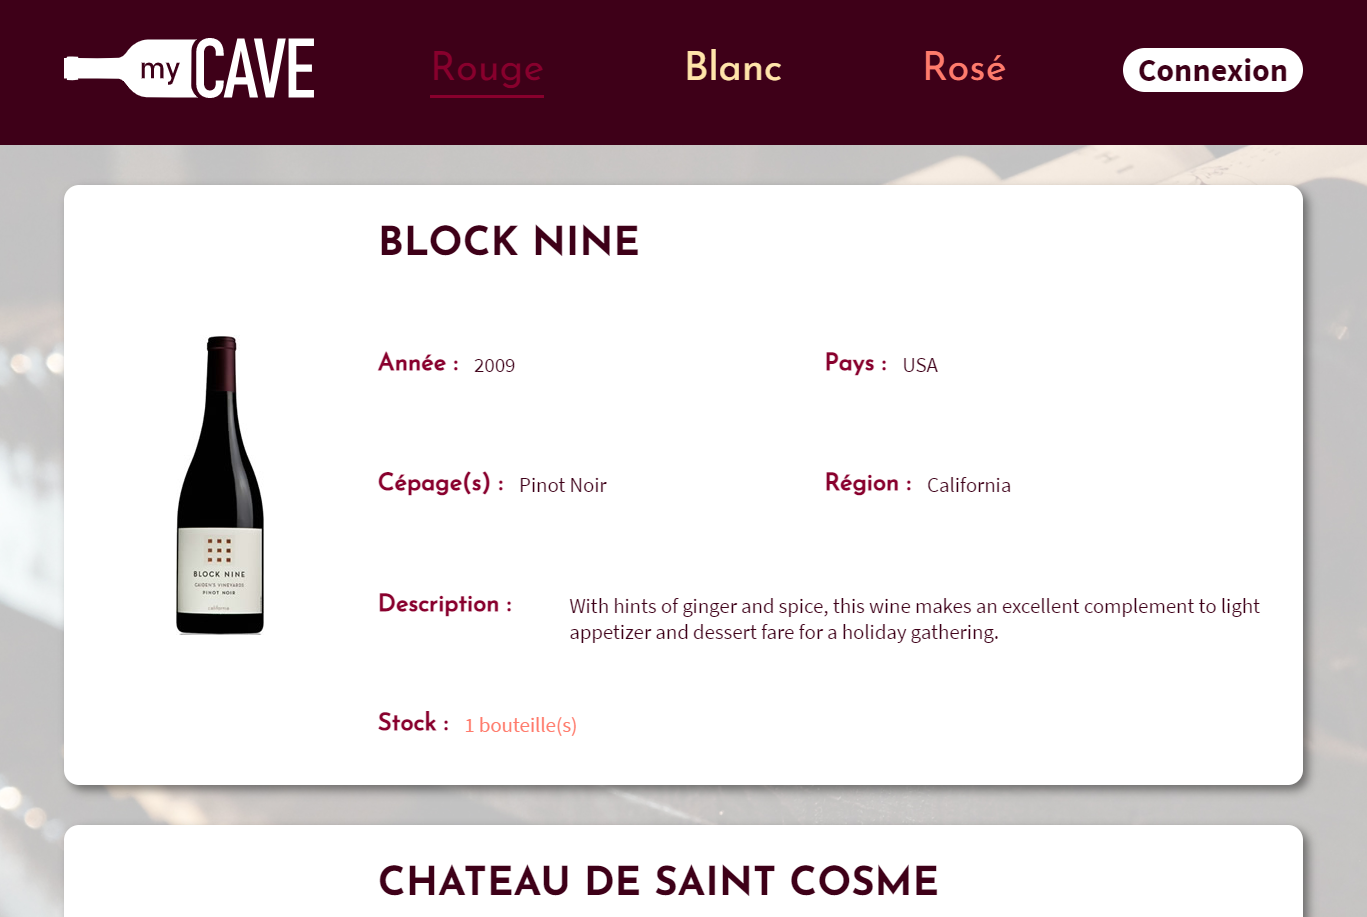 my CAVE
Rouge
Blanc
Rosé
Connexion
BLOCK NINE
Année : 2009
Pays : USA
Cépage(s) : Pinot Noir
Région : California
BLOCK NINE
CAIDEN'S VINEYARDS
PINOT NOIR
california
Description : With hints of ginger and spice, this wine makes an excellent complement to light
appetizer and dessert fare for a holiday gathering.
Stock : 1 bouteille(s)
CHATEAU DE SAINT COSME